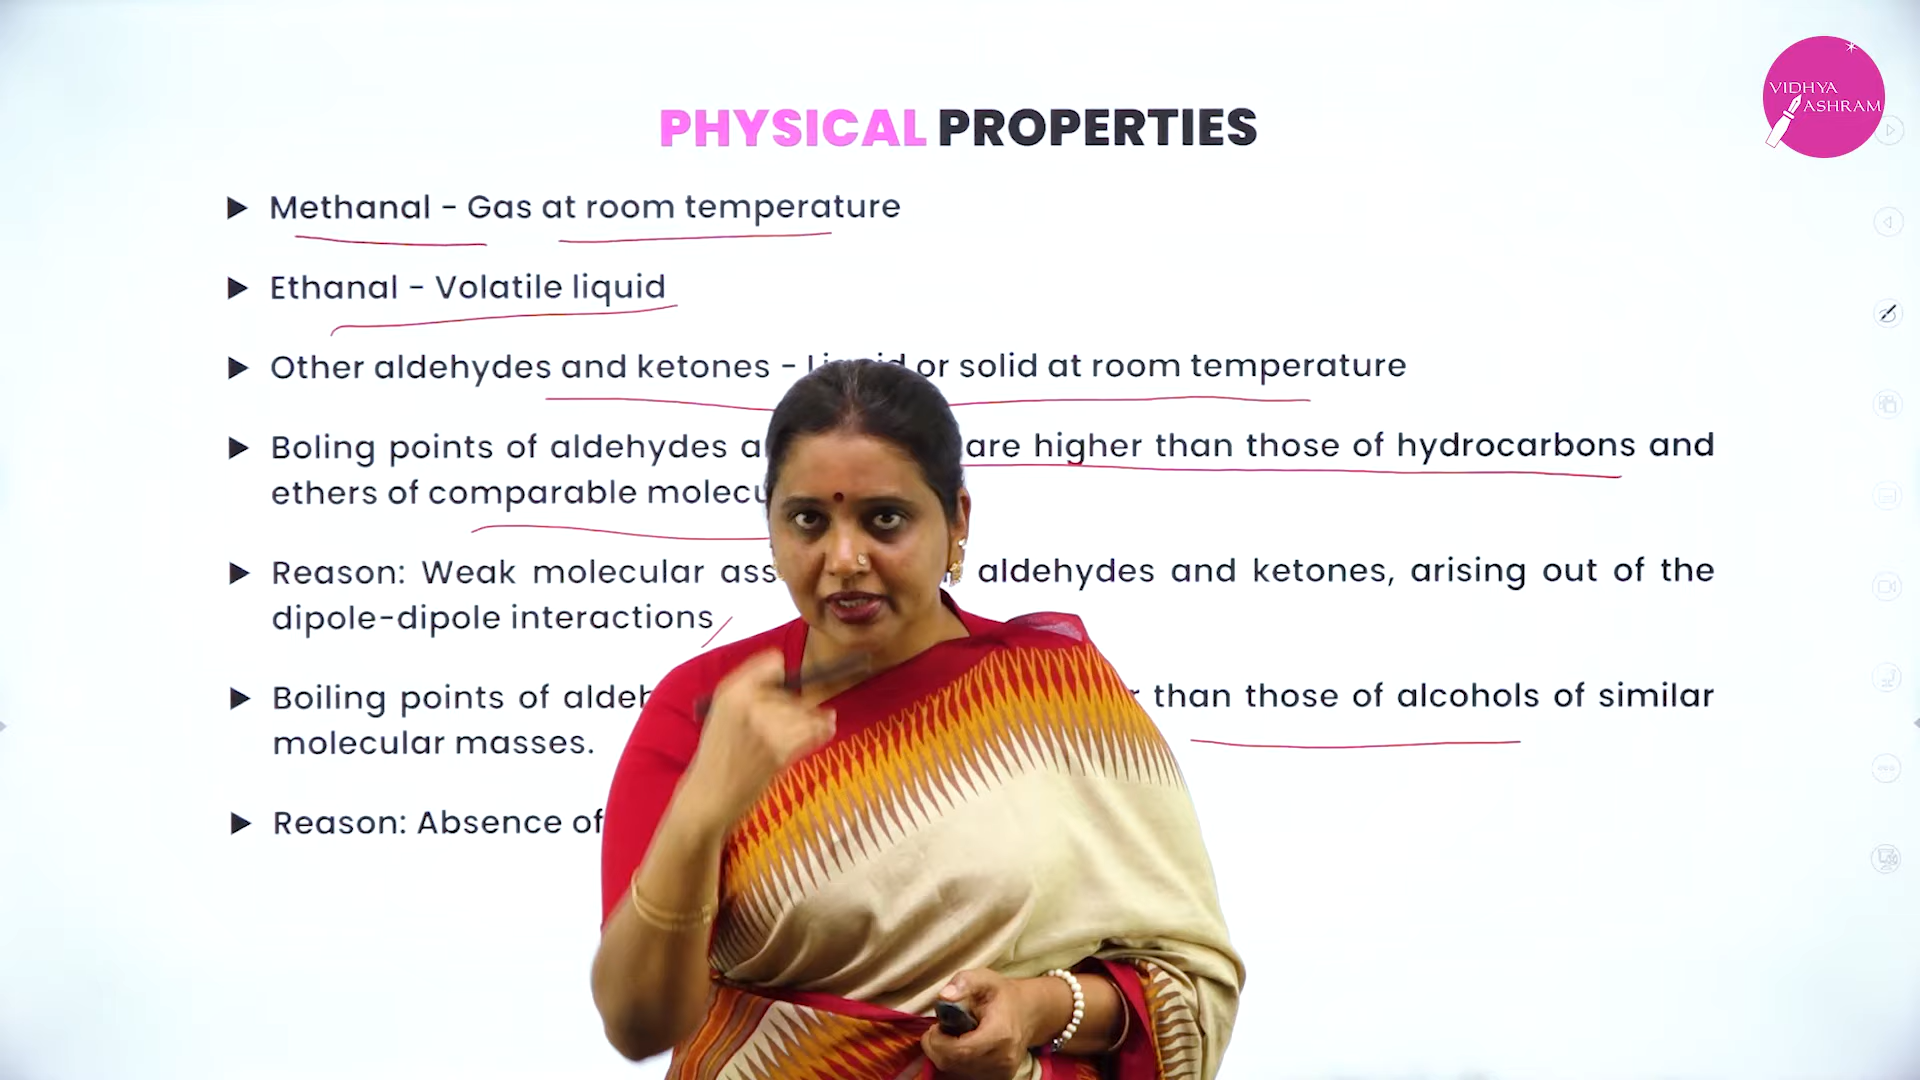 VIDHYA
ASHRAM
PHYSICAL PROPERTIES
Methanal - Gas at room temperature
Ethanal - Volatile liquid
Other aldehydes and ketones - or solid at room temperature
Boling points of aldehydes are higher than those of hydrocarbons and
ethers of comparable
Reason: Weak molecular aldehydes and ketones, arising out of the
dipole-dipole interactions
Boiling points of than those of alcohols of similar
molecular masses.
Reason: Absence of